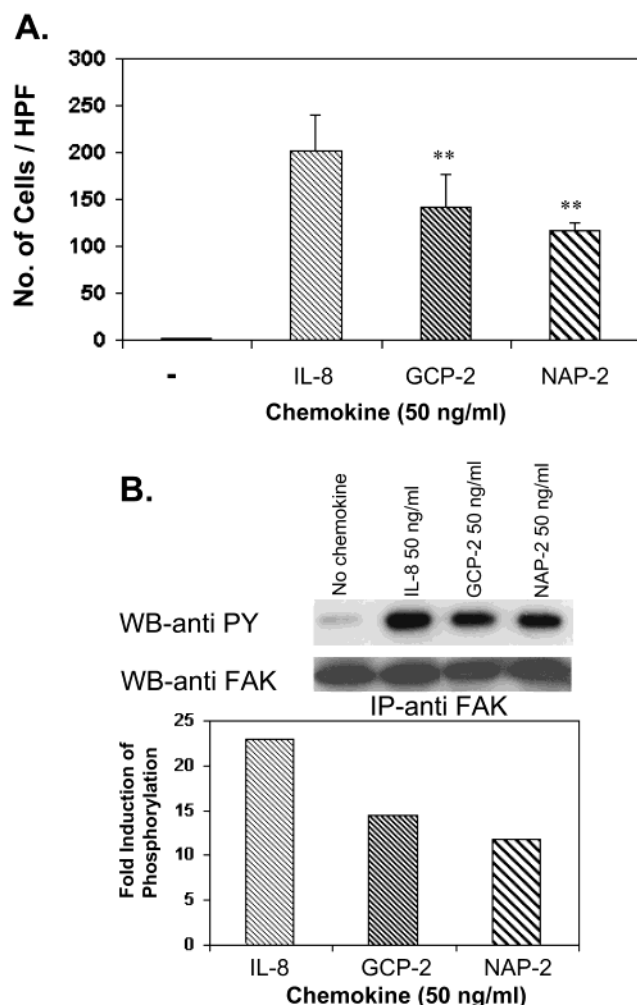 A.
No. of Cells / HPF
300
250
200
150
100
50
0
**
**
-
IL-8
GCP-2
NAP-2
Chemokine (50 ng/ml)
B.
No chemokine
IL-8 50 ng/ml
GCP-2 50 ng/ml
NAP-2 50 ng/ml
WB-anti PY
WB-anti FAK
IP-anti FAK
Fold Induction of
Phosphorylation
25
20
15
10
5
0
IL-8
GCP-2
NAP-2
Chemokine (50 ng/ml)